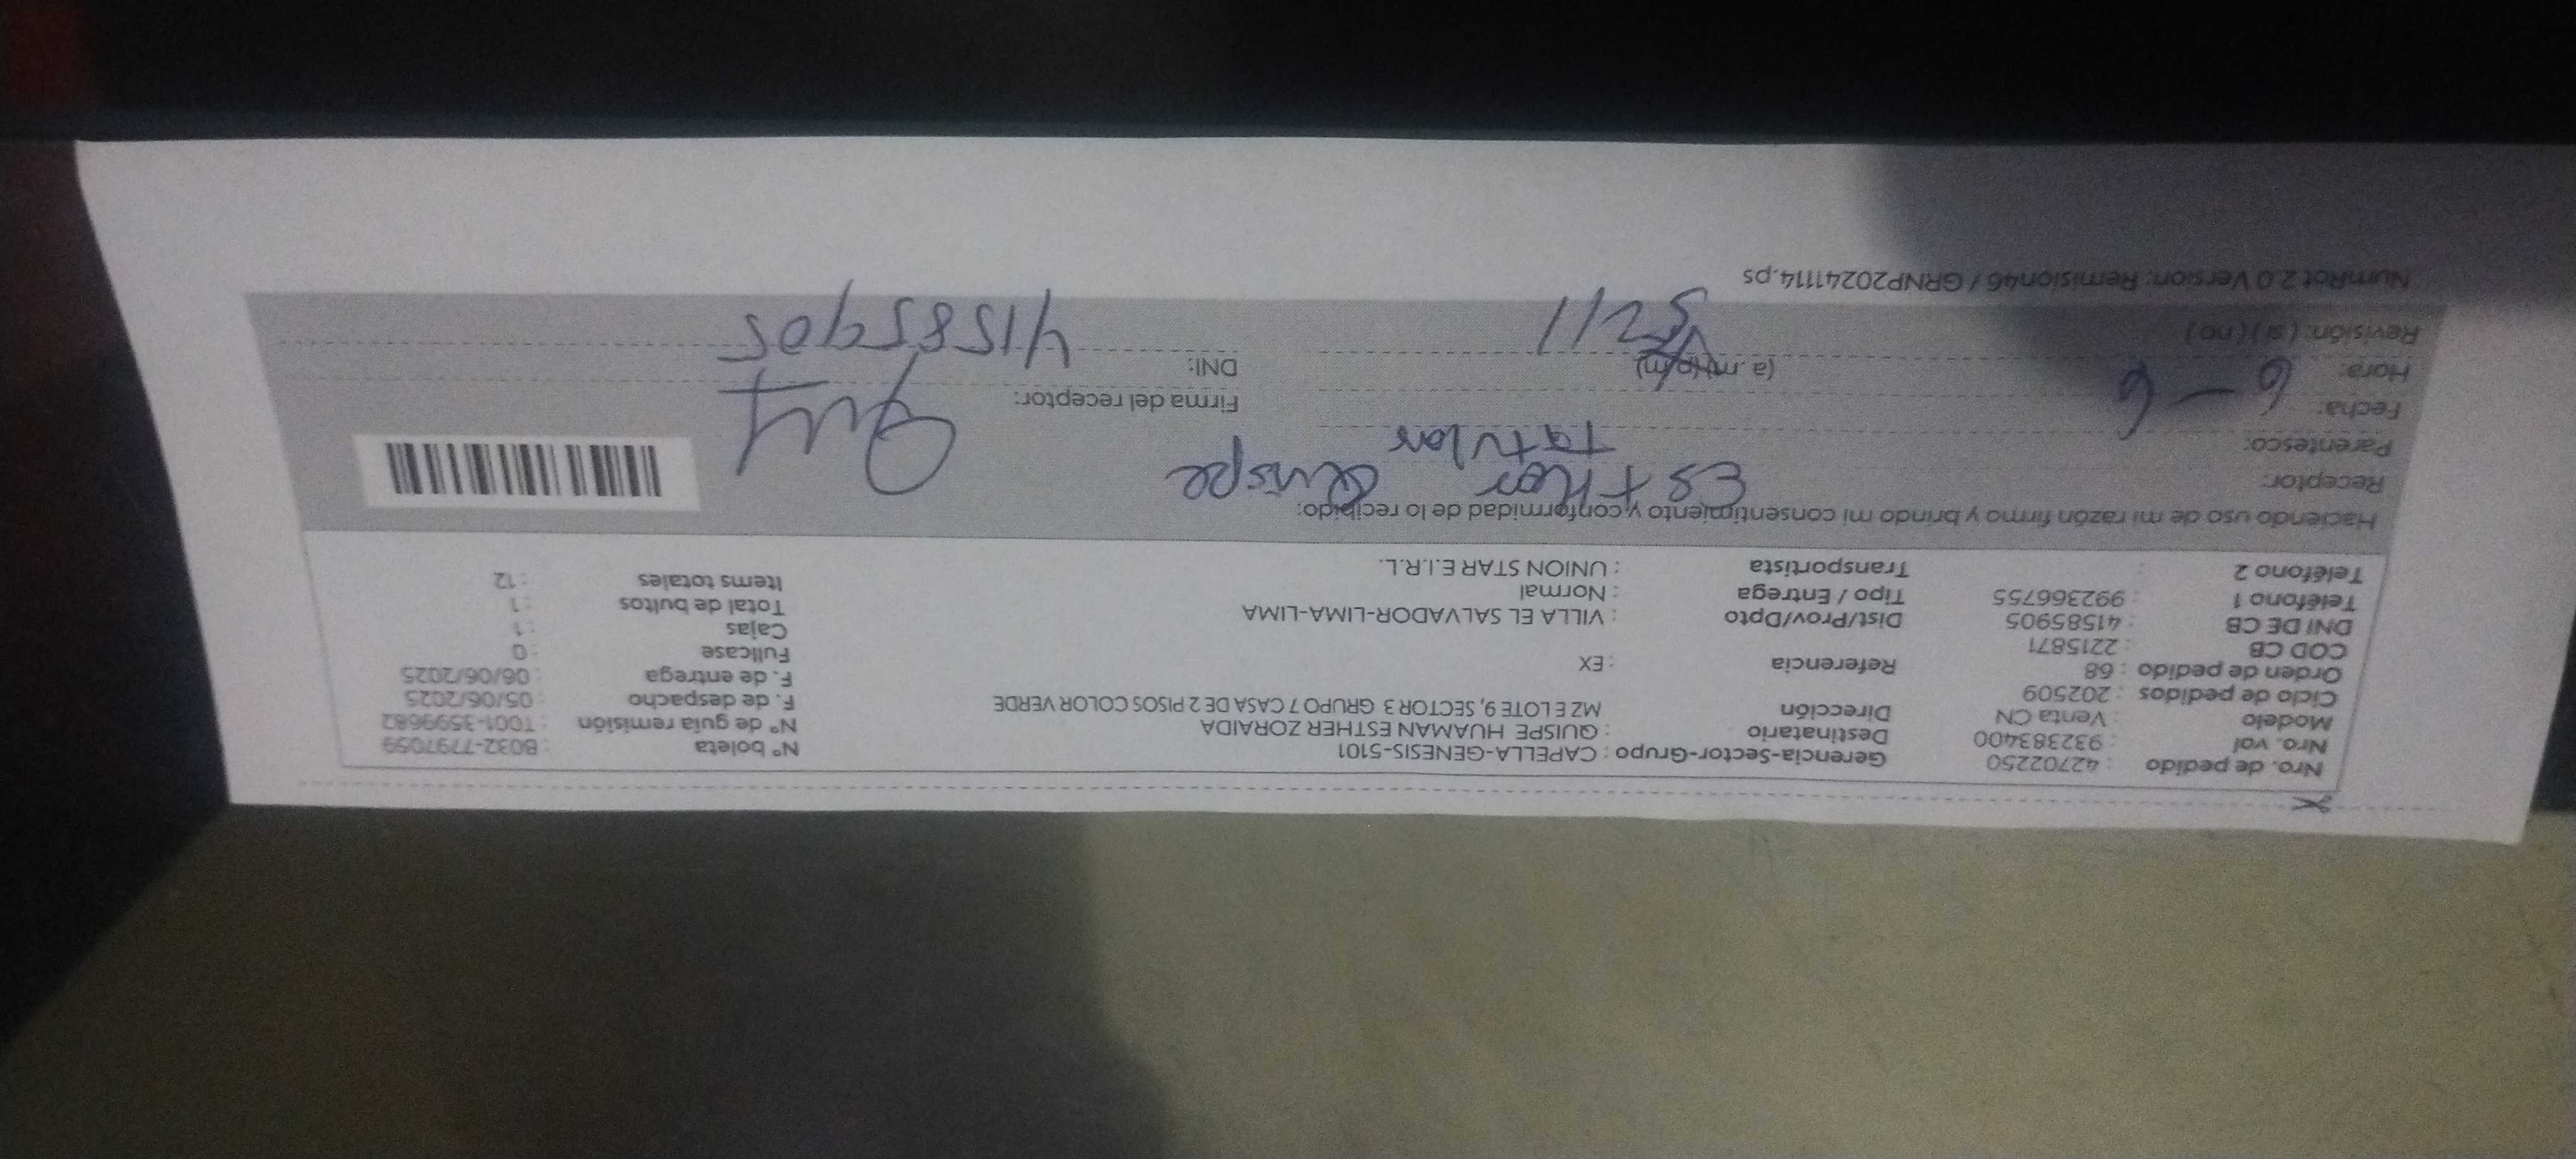 Nro. de pedido : 42702250 Gerencia-Sector-Grupo : CAPELLA-GENESIS-5101 N° boleta : B032-7797059
Nro. vol : 932383400 Destinatario : QUISPE HUAMAN ESTHER ZORAIDA N° de guia remisión : T001-3599682
Modelo : Venta CN Dirección MZ E LOTE 9, SECTOR 3 GRUPO 7 CASA DE 2 PISOS COLOR VERDE F. de despacho : 05/06/2025
Ciclo de pedidos : 202509 F. de entrega : 06/06/2025
Orden de pedido : 68 Referencia : EX Fullcase : 0
COD CB : 2215871 Cajas : 1
DNI DE CB : 41585905 Dist/Prov/Dpto : VILLA EL SALVADOR-LIMA-LIMA Total de bultos : 1
Teléfono 1 : 992366755 Tipo / Entrega : Normal Items totales : 12
Teléfono 2 : Transportista : UNION STAR E.I.R.L.
Haciendo uso de mi razón firmo y brindo mi consentimiento y conformidad de lo recibido:
Receptor: Esther Quispe
Parentesco: Tatular
Fecha: 6-6 Firma del receptor:
Hora: (a.m) (p.m) DNI: 41585905
Revisión: (si) (no)
NumRot 2.0 Version: Remision46 / GRNP20241114.ps